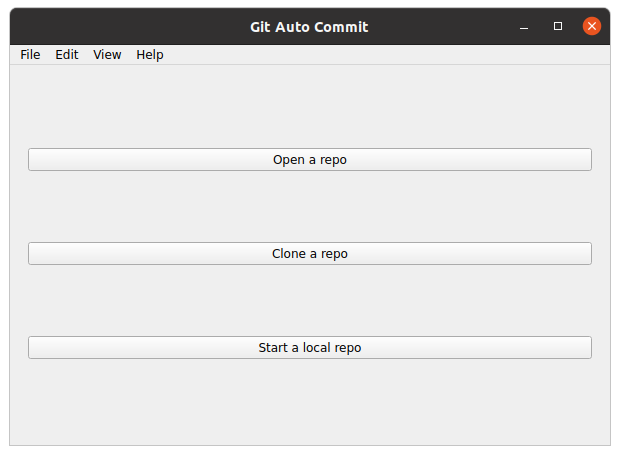 Git Auto Commit
File Edit View Help
Open a repo
Clone a repo
Start a local repo